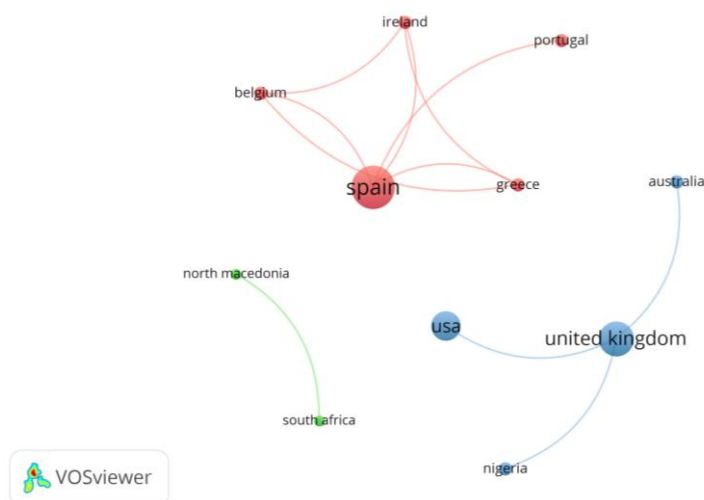 ireland
portugal
belgium
spain
greece
australia
north macedonia
usa
united kingdom
south africa
nigeria
VOSviewer